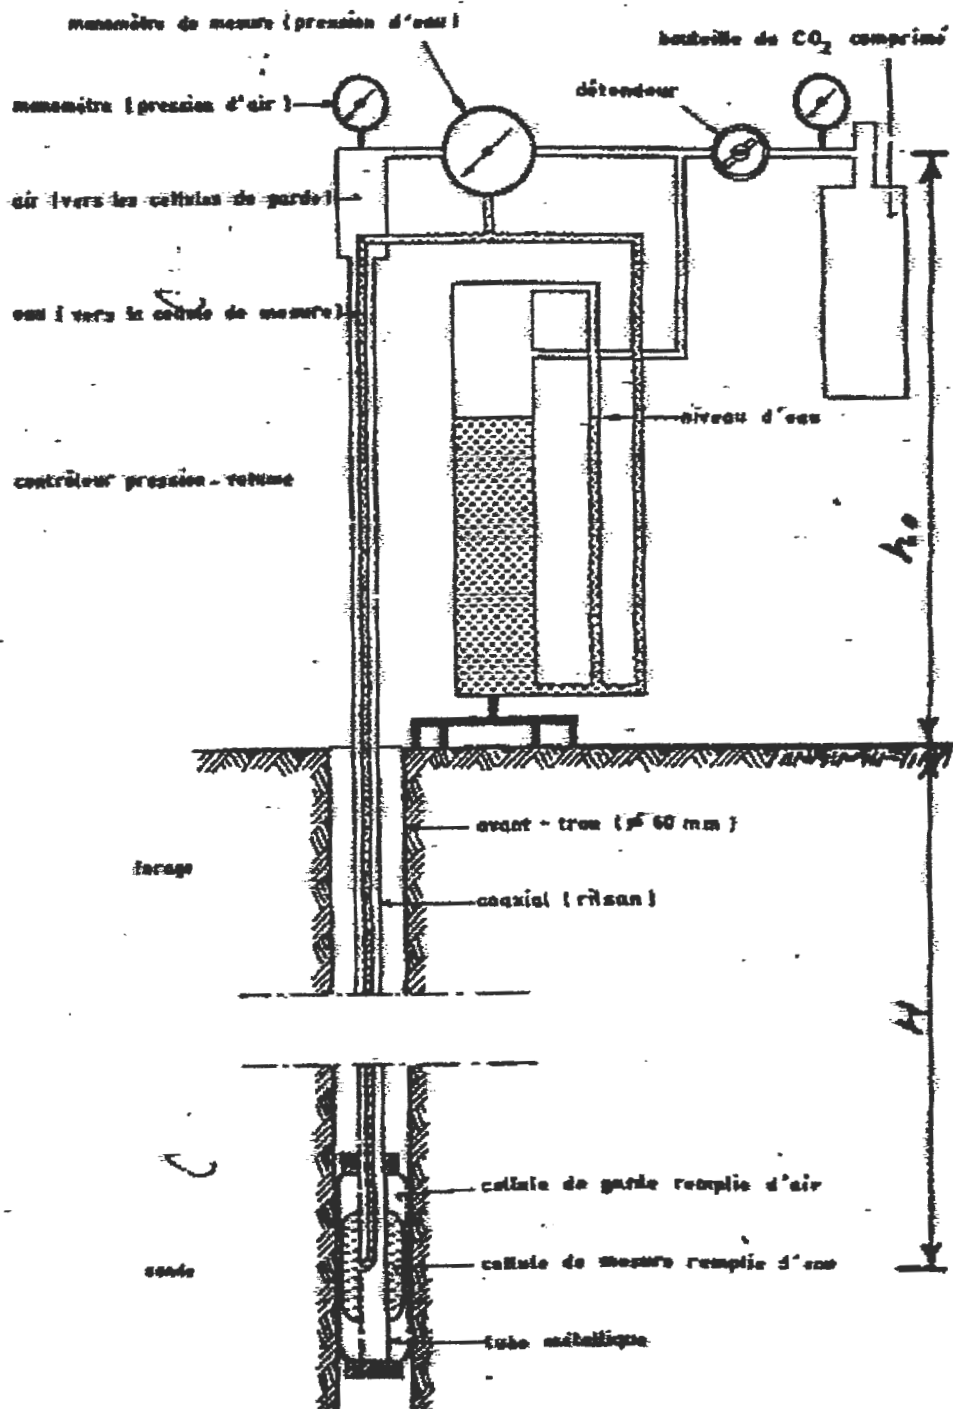 manomètre de mesure (pression d'eau)
bouteille de CO2 comprimé
détendeur
manomètre (pression d'air)
air (vers les cellules de garde)
eau (vers la cellule de mesure)
niveau d'eau
contrôleur pression - volume
ho
avant - trou (ø 60 mm)
forage
coaxial (rilsan)
H
cellule de garde remplie d'air
cellule de mesure remplie d'eau
sonde
tube métallique